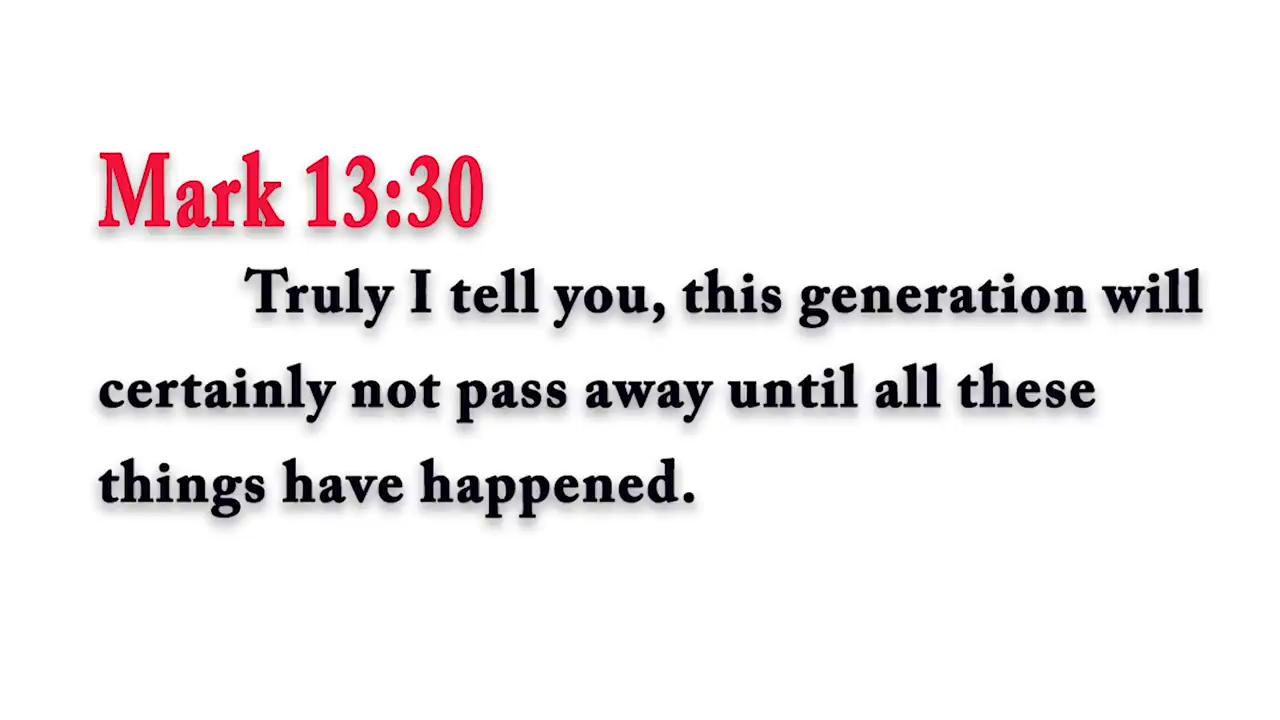 Mark 13:30
Truly I tell you, this generation will
certainly not pass away until all these
things have happened.